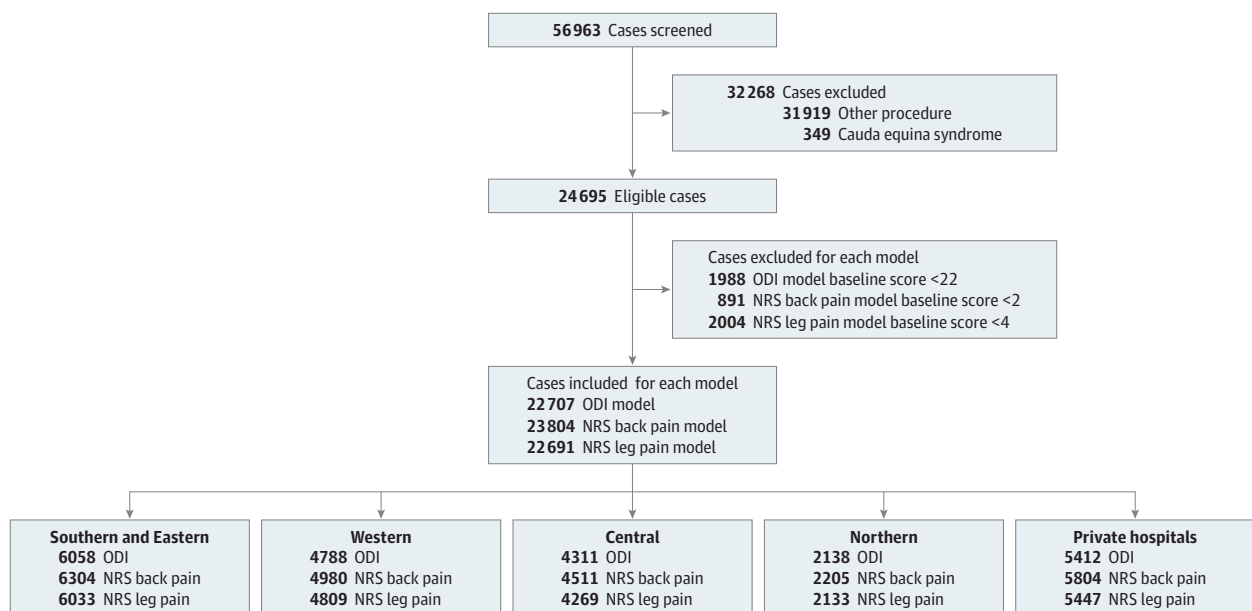 56963 Cases screened
32268 Cases excluded
31919 Other procedure
349 Cauda equina syndrome
24695 Eligible cases
Cases excluded for each model
1988 ODI model baseline score <22
891 NRS back pain model baseline score <2
2004 NRS leg pain model baseline score <4
Cases included for each model
22707 ODI model
23804 NRS back pain model
22691 NRS leg pain model
Southern and Eastern
6058 ODI
6304 NRS back pain
6033 NRS leg pain
Western
4788 ODI
4980 NRS back pain
4809 NRS leg pain
Central
4311 ODI
4511 NRS back pain
4269 NRS leg pain
Northern
2138 ODI
2205 NRS back pain
2133 NRS leg pain
Private hospitals
5412 ODI
5804 NRS back pain
5447 NRS leg pain